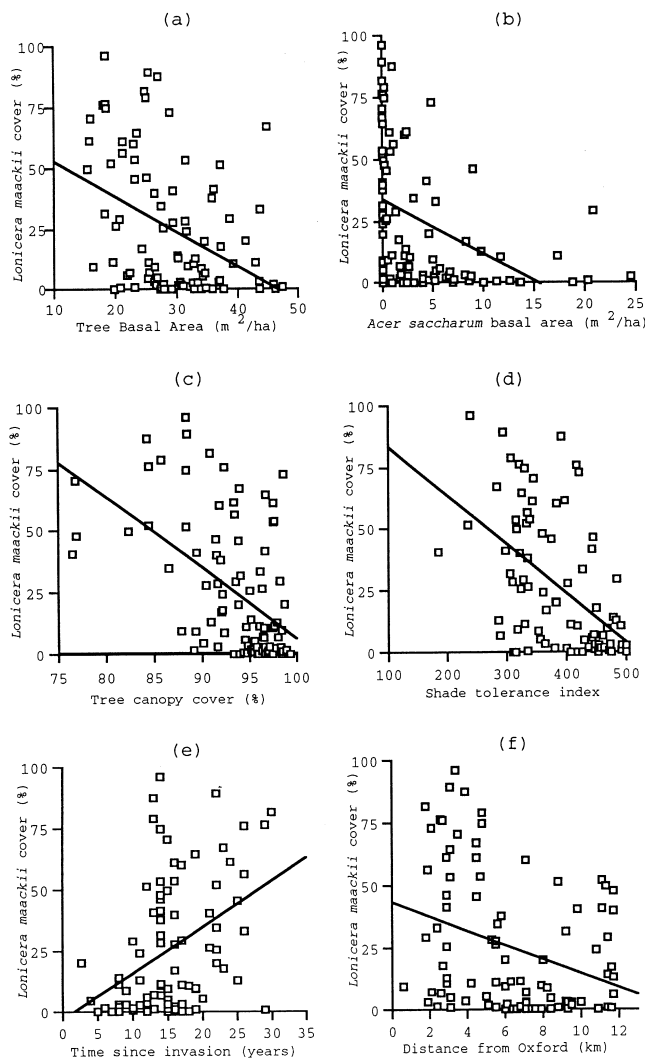 (a)
Lonicera maackii cover (%)
100
75
50
25
0
10 20 30 40 50
Tree Basal Area (m 2/ha)
(b)
Lonicera maackii cover (%)
100
75
50
25
0
0 5 10 15 20 25
Acer saccharum basal area (m 2/ha)
(c)
Lonicera maackii cover (%)
100
75
50
25
0
75 80 85 90 95 100
Tree canopy cover (%)
(d)
Lonicera maackii cover (%)
100
75
50
25
0
100 200 300 400 500
Shade tolerance index
(e)
Lonicera maackii cover (%)
100
75
50
25
0
0 5 10 15 20 25 30 35
Time since invasion (years)
(f)
Lonicera maackii cover (%)
100
75
50
25
0
0 2 4 6 8 10 12
Distance from Oxford (km)